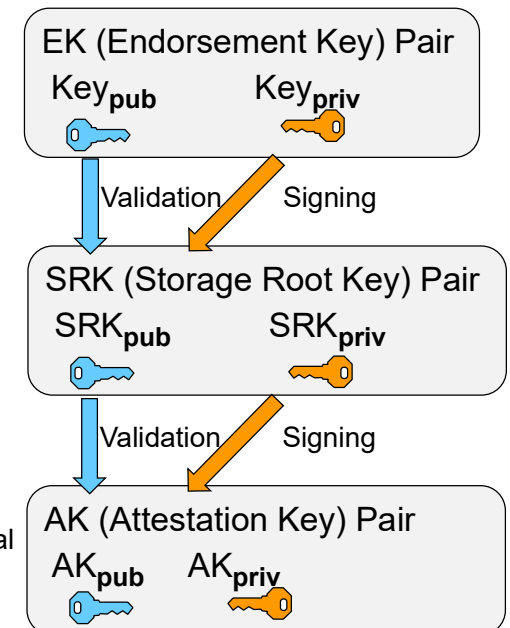 EK (Endorsement Key) Pair
Keypub Keypriv
Validation Signing
SRK (Storage Root Key) Pair
SRKpub SRKpriv
Validation Signing
AK (Attestation Key) Pair
al
AKpub AKpriv